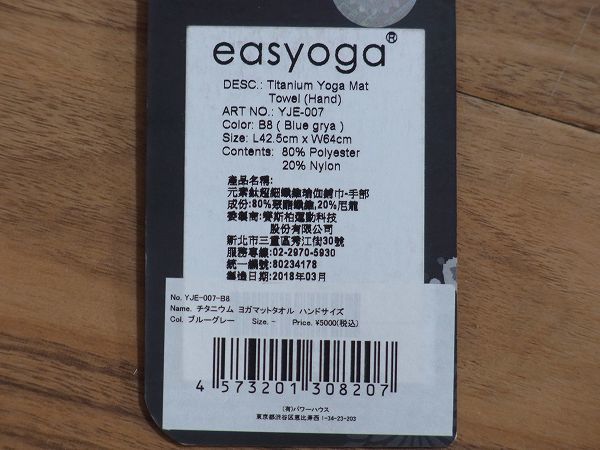 easyoga®
DESC.: Titanium Yoga Mat
Towel (Hand)
ART NO.: YJE-007
Color: B8 ( Blue grya )
Size: L42.5cm x W64cm
Contents: 80% Polyester
20% Nylon
產品名稱:
元素鈦超細纖維瑜伽鋪巾-手部
成份:80%聚酯纖維,20%尼龍
委製商:賽斯柏運動科技
股份有限公司
新北市三重區秀江街30號
服務專線:02-2970-5930
統一編號:80234178
製造日期:2018年03月
No. YJE-007-B8
Name. チタニウム ヨガマットタオル ハンドサイズ
Col. ブルーグレー Size. - Price. ¥5000(税込)
4 573201 308207
(有)パワーハウス
東京都渋谷区恵比寿西 1-34-23-203